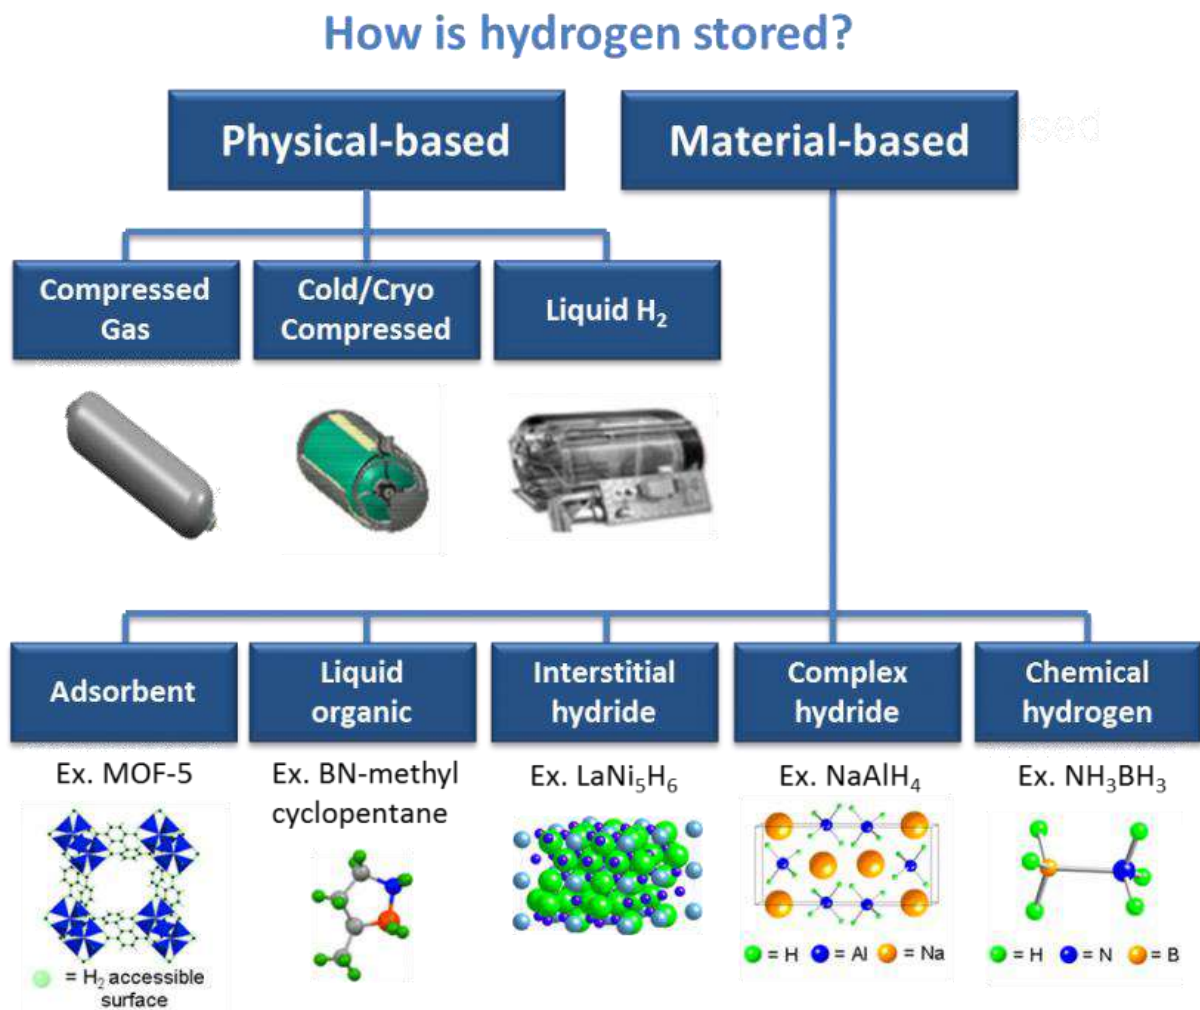 How is hydrogen stored?
Physical-based
Material-based
Compressed
Gas
Cold/Cryo
Compressed
Liquid H₂
Adsorbent
Liquid
organic
Interstitial
hydride
Complex
hydride
Chemical
hydrogen
Ex. MOF-5
Ex. BN-methyl
cyclopentane
Ex. LaNi₅H₆
Ex. NaAlH₄
Ex. NH₃BH₃
= H₂ accessible
surface
= H = Al = Na
= H = N = B